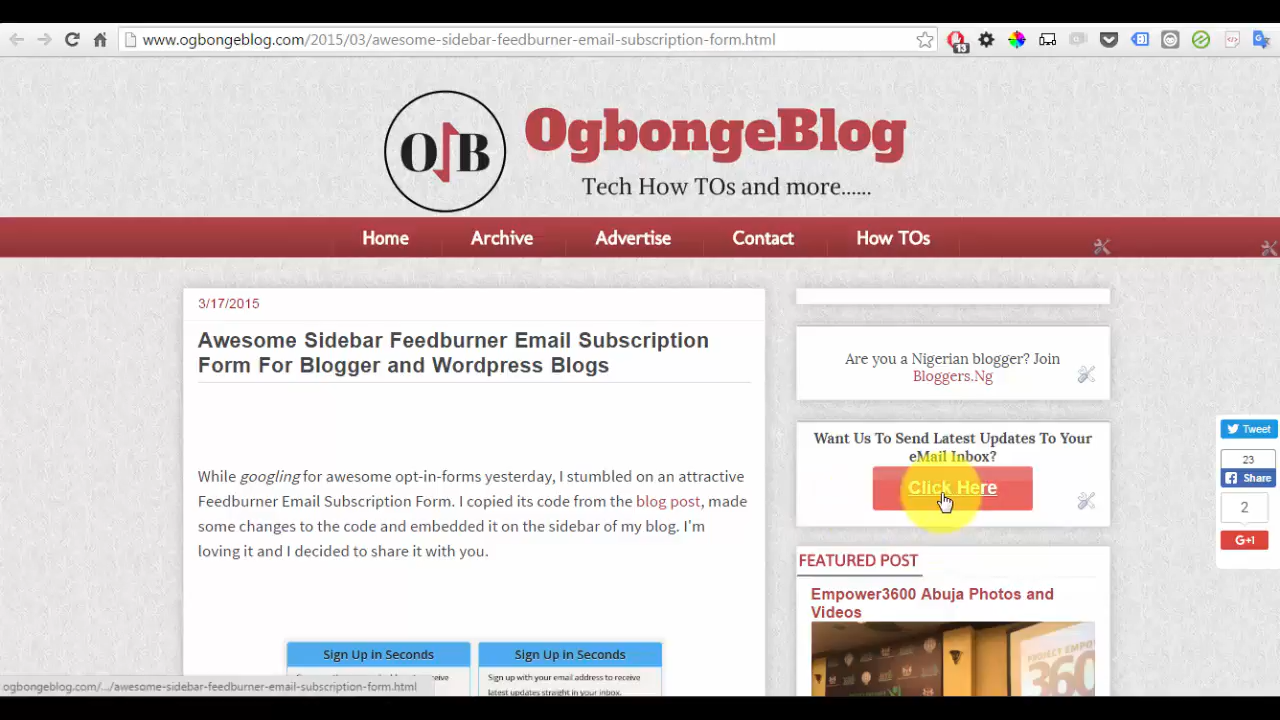 www.ogbongeblog.com/2015/03/awesome-sidebar-feedburner-email-subscription-form.html
13
O B
OgbongeBlog
Tech How TOs and more......
Home
Archive
Advertise
Contact
How TOs
3/17/2015
Awesome Sidebar Feedburner Email Subscription
Form For Blogger and Wordpress Blogs
While googling for awesome opt-in-forms yesterday, I stumbled on an attractive
Feedburner Email Subscription Form. I copied its code from the blog post, made
some changes to the code and embedded it on the sidebar of my blog. I'm
loving it and I decided to share it with you.
Sign Up in Seconds
Sign Up in Seconds
Sign up with your email address to receive
latest updates straight in your inbox.
Are you a Nigerian blogger? Join
Bloggers.Ng
Want Us To Send Latest Updates To Your
eMail Inbox?
Click Here
FEATURED POST
Empower3600 Abuja Photos and
Videos
PROJECT EMPO
360
Tweet
23
Share
2
G+1
ogbongeblog.com/.../awesome-sidebar-feedburner-email-subscription-form.html